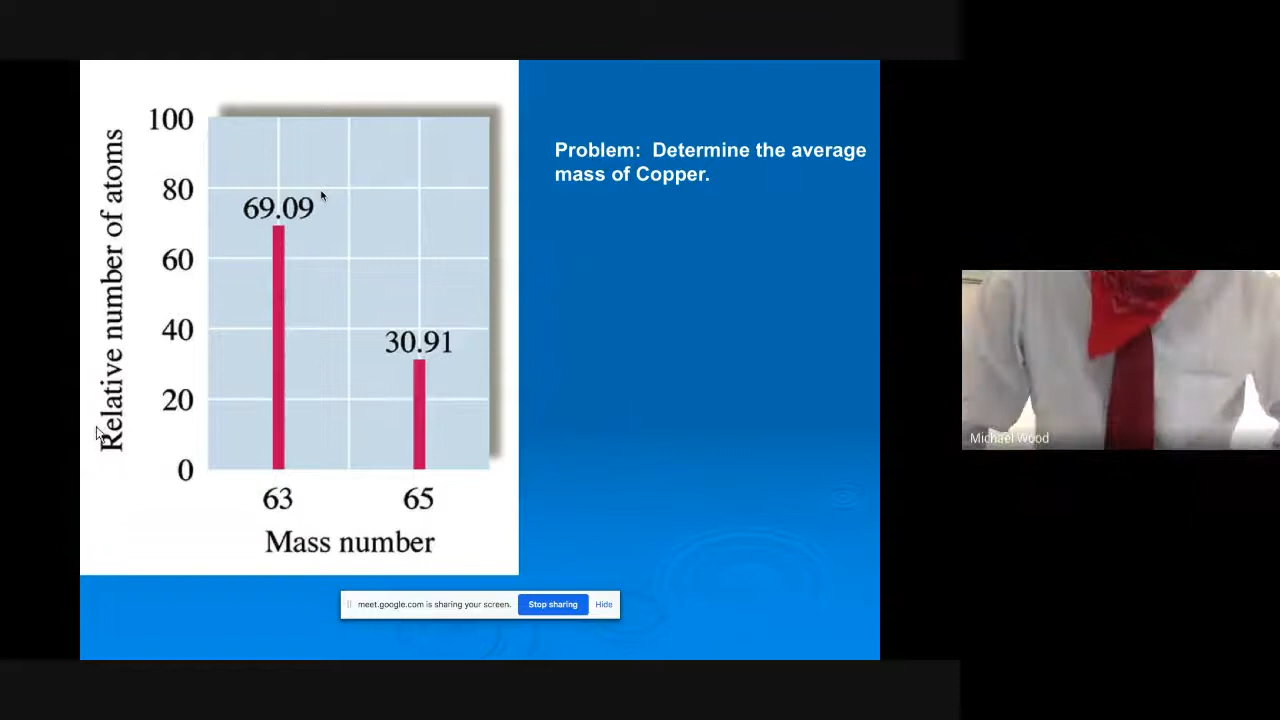 Relative number of atoms
100
80
60
40
20
0
69.09
30.91
63 65
Mass number
Problem: Determine the average
mass of Copper.
meet.google.com is sharing your screen. Stop sharing Hide
Michael Wood